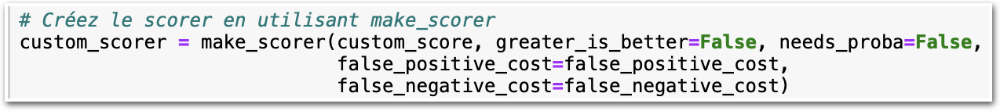 # Créez le scorer en utilisant make_scorer
custom_scorer = make_scorer(custom_score, greater_is_better=False, needs_proba=False,
                            false_positive_cost=false_positive_cost,
                            false_negative_cost=false_negative_cost)